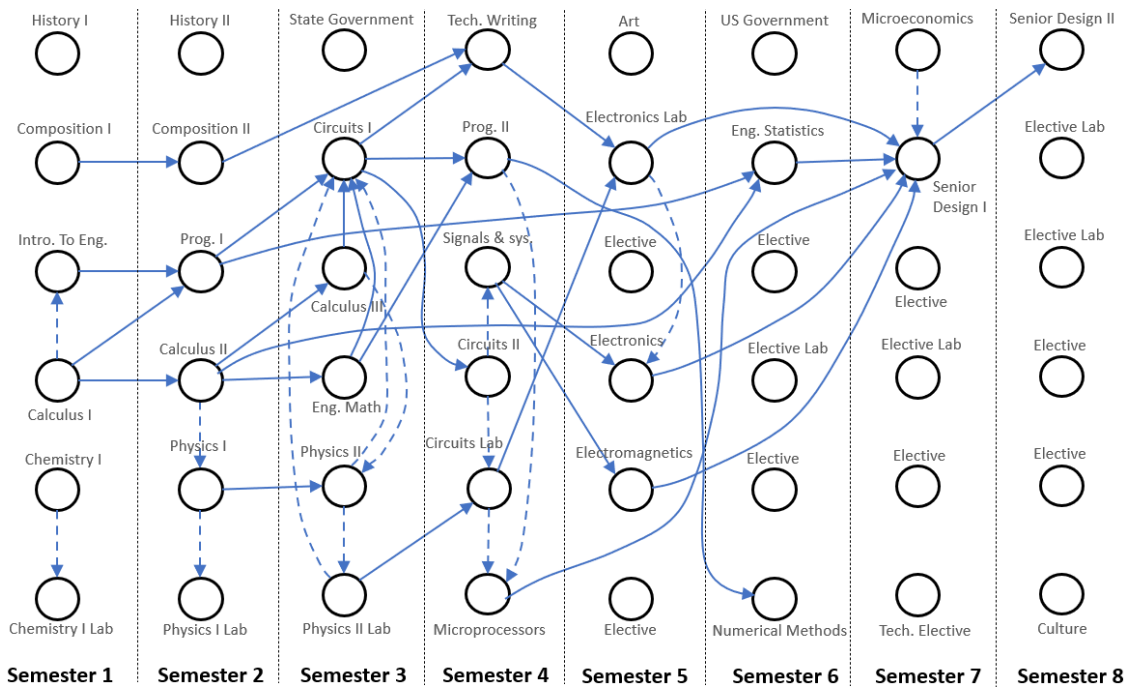 History I
History II
State Government
Tech. Writing
Art
US Government
Microeconomics
Senior Design II
Composition I
Composition II
Circuits I
Prog. II
Electronics Lab
Eng. Statistics
Senior
Design I
Elective Lab
Intro. To Eng.
Prog. I
Calculus III
Signals & sys.
Elective
Elective
Elective
Elective Lab
Calculus I
Calculus II
Eng. Math
Circuits II
Electronics
Elective Lab
Elective Lab
Elective
Chemistry I
Physics I
Physics II
Circuits Lab
Electromagnetics
Elective
Elective
Elective
Chemistry I Lab
Physics I Lab
Physics II Lab
Microprocessors
Elective
Numerical Methods
Tech. Elective
Culture
Semester 1
Semester 2
Semester 3
Semester 4
Semester 5
Semester 6
Semester 7
Semester 8